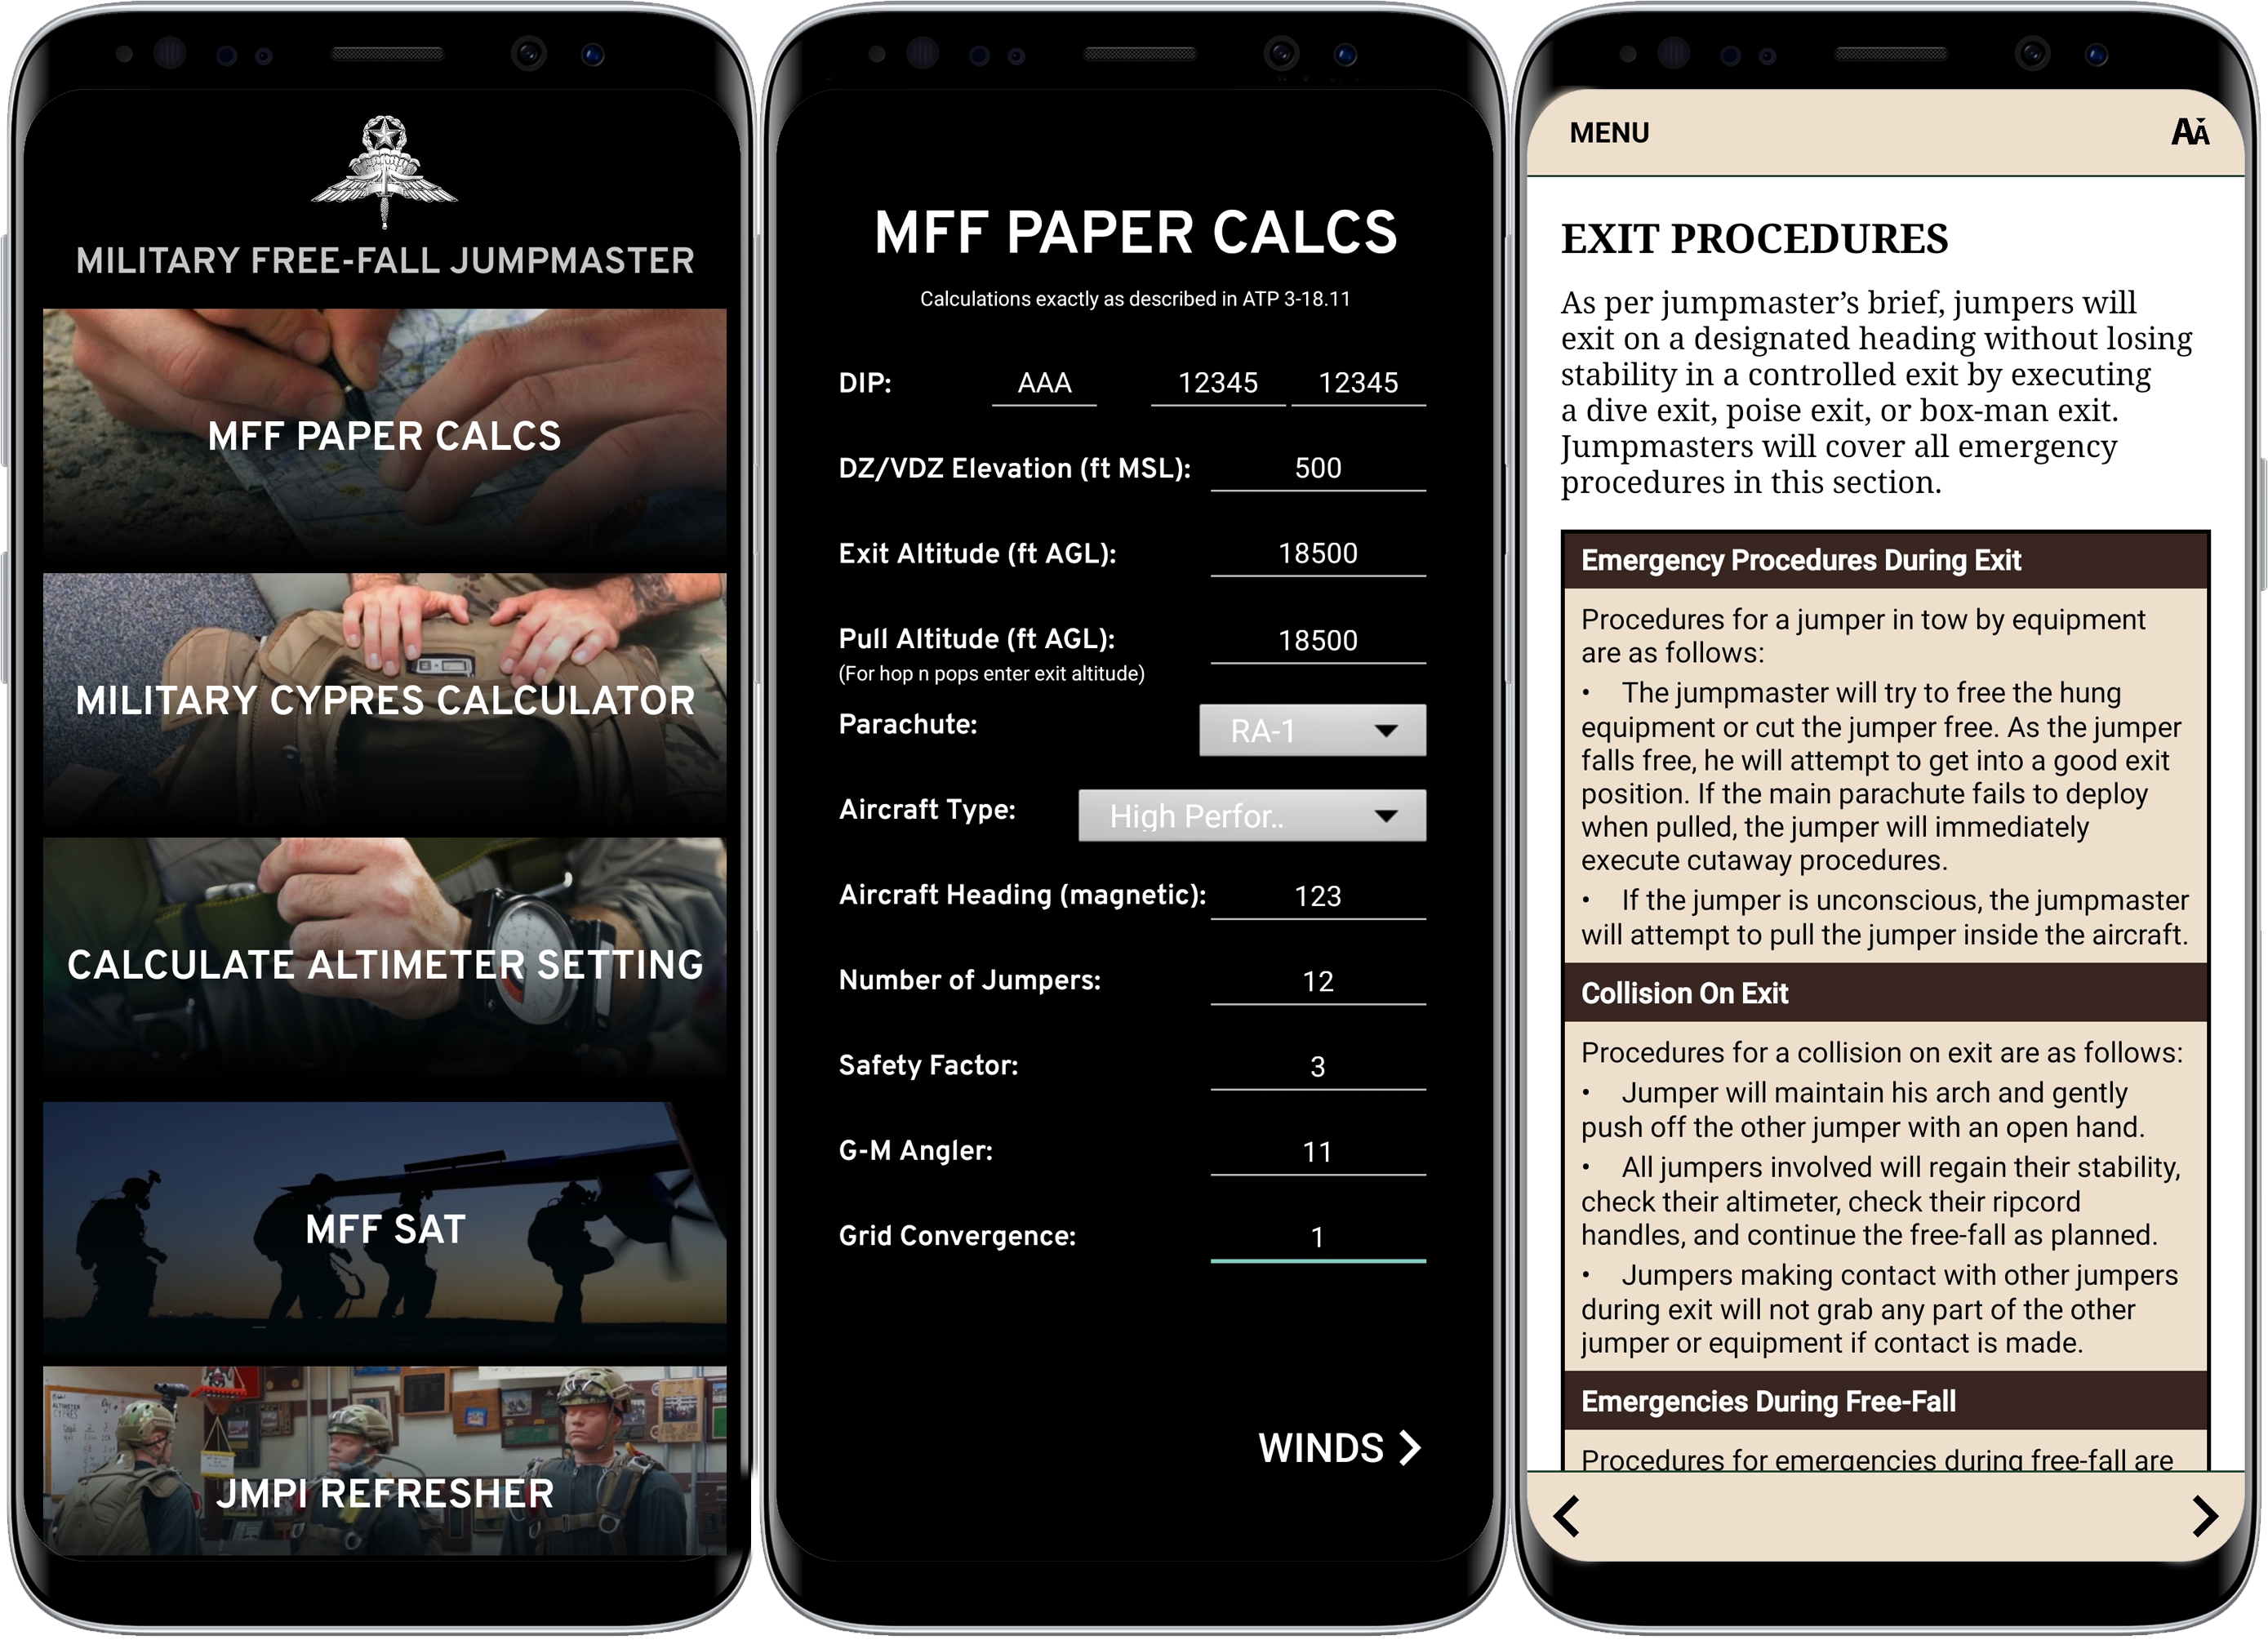 MILITARY FREE-FALL JUMPMASTER
MFF PAPER CALCS
MILITARY CYPRES CALCULATOR
CALCULATE ALTIMETER SETTING
MFF SAT
ALTIMETER
CYPRES
JMPI REFRESHER
MFF PAPER CALCS
Calculations exactly as described in ATP 3-18.11
DIP: AAA 12345 12345
DZ/VDZ Elevation (ft MSL): 500
Exit Altitude (ft AGL): 18500
Pull Altitude (ft AGL): 18500
(For hop n pops enter exit altitude)
Parachute: RA-1
Aircraft Type: High Perfor..
Aircraft Heading (magnetic): 123
Number of Jumpers: 12
Safety Factor: 3
G-M Angler: 11
Grid Convergence: 1
WINDS
MENU AA
EXIT PROCEDURES
As per jumpmaster’s brief, jumpers will
exit on a designated heading without losing
stability in a controlled exit by executing
a dive exit, poise exit, or box-man exit.
Jumpmasters will cover all emergency
procedures in this section.
Emergency Procedures During Exit
Procedures for a jumper in tow by equipment
are as follows:
• The jumpmaster will try to free the hung
equipment or cut the jumper free. As the jumper
falls free, he will attempt to get into a good exit
position. If the main parachute fails to deploy
when pulled, the jumper will immediately
execute cutaway procedures.
• If the jumper is unconscious, the jumpmaster
will attempt to pull the jumper inside the aircraft.
Collision On Exit
Procedures for a collision on exit are as follows:
• Jumper will maintain his arch and gently
push off the other jumper with an open hand.
• All jumpers involved will regain their stability,
check their altimeter, check their ripcord
handles, and continue the free-fall as planned.
• Jumpers making contact with other jumpers
during exit will not grab any part of the other
jumper or equipment if contact is made.
Emergencies During Free-Fall
Procedures for emergencies during free-fall are